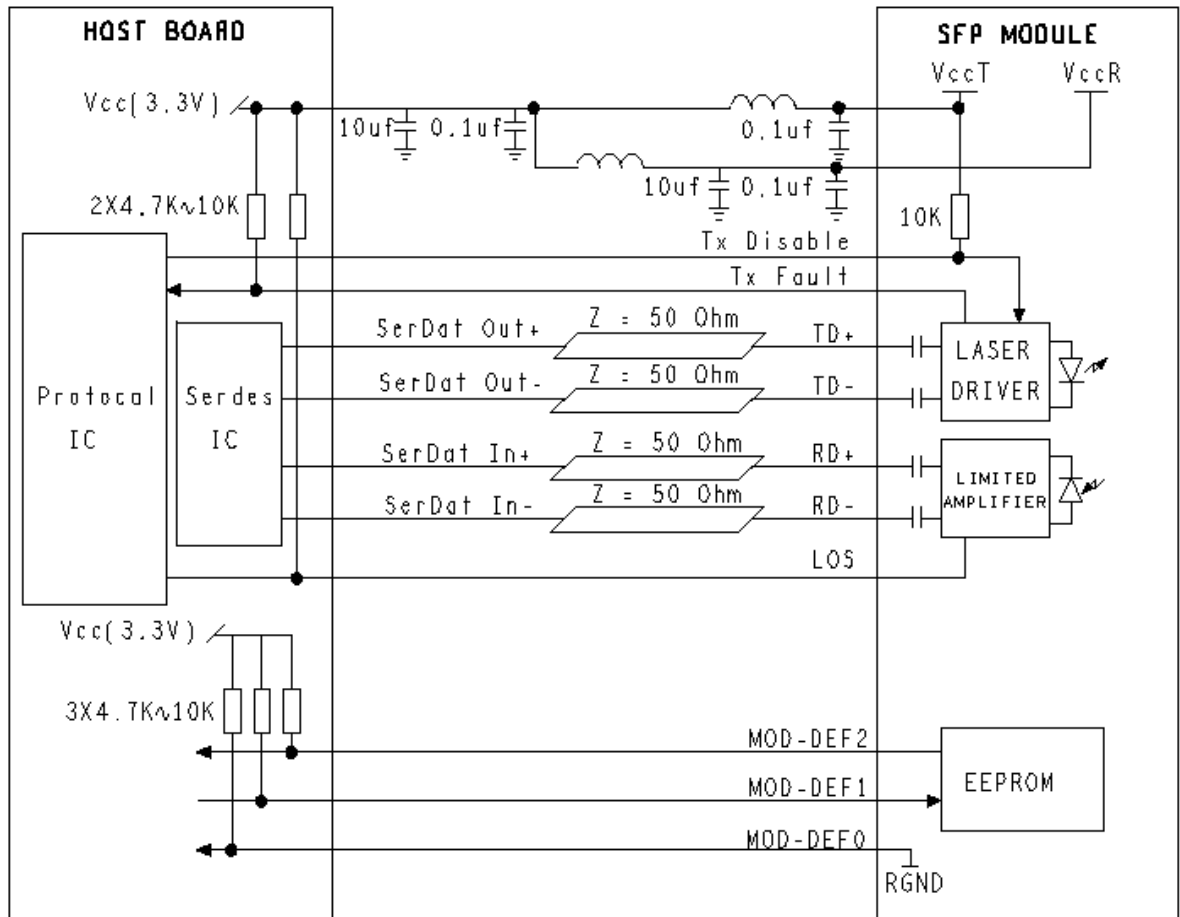 HOST BOARD
SFP MODULE
VccT
VccR
Vcc(3.3V)
10uf
0.1uf
0.1uf
10uf
0.1uf
2X4.7K~10K
10K
Tx Disable
Tx Fault
SerDat Out+
Z = 50 Ohm
TD+
SerDat Out-
Z = 50 Ohm
TD-
LASER
DRIVER
Protocal
IC
Serdes
IC
SerDat In+
Z = 50 Ohm
RD+
SerDat In-
Z = 50 Ohm
RD-
LIMITED
AMPLIFIER
LOS
Vcc(3.3V)
3X4.7K~10K
MOD-DEF2
MOD-DEF1
EEPROM
MOD-DEF0
RGND